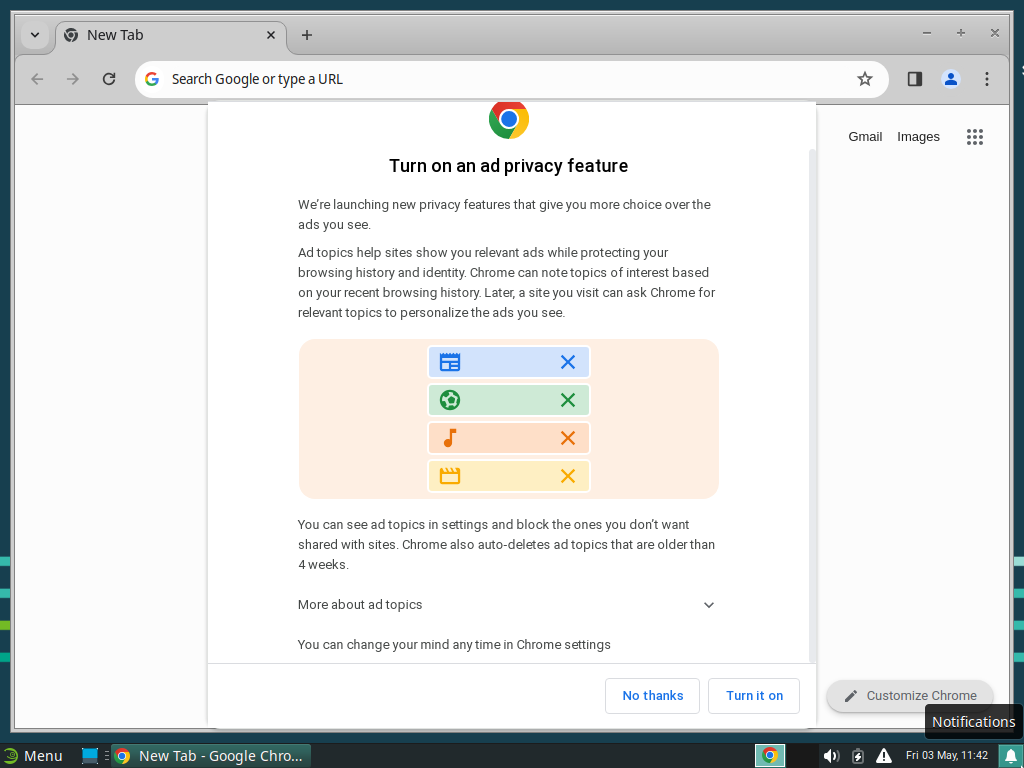 New Tab
Search Google or type a URL
Gmail
Images
Turn on an ad privacy feature
We're launching new privacy features that give you more choice over the
ads you see.
Ad topics help sites show you relevant ads while protecting your
browsing history and identity. Chrome can note topics of interest based
on your recent browsing history. Later, a site you visit can ask Chrome for
relevant topics to personalize the ads you see.
You can see ad topics in settings and block the ones you don't want
shared with sites. Chrome also auto-deletes ad topics that are older than
4 weeks.
More about ad topics
You can change your mind any time in Chrome settings
No thanks
Turn it on
Customize Chrome
Notifications
Menu
New Tab - Google Chro...
Fri 03 May, 11:42